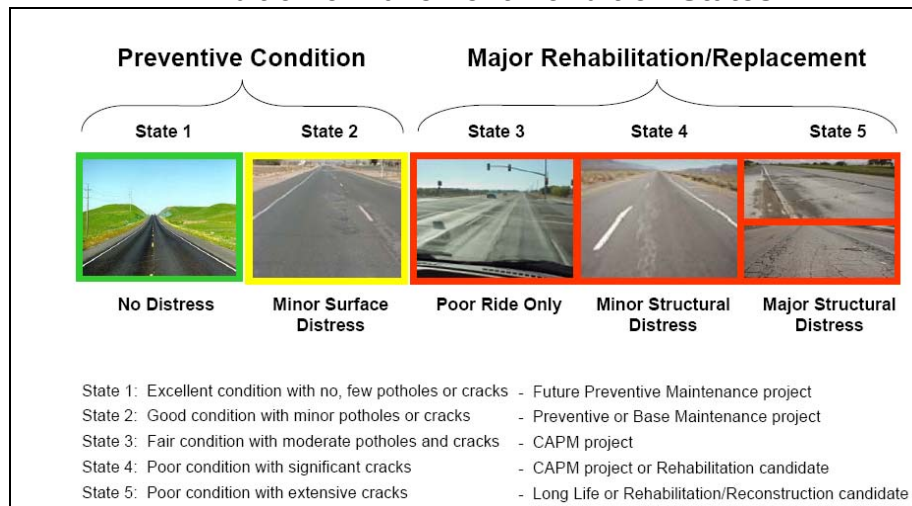 Preventive Condition
Major Rehabilitation/Replacement
State 1
State 2
State 3
State 4
State 5
No Distress
Minor Surface
Distress
Poor Ride Only
Minor Structural
Distress
Major Structural
Distress
State 1: Excellent condition with no, few potholes or cracks - Future Preventive Maintenance project
State 2: Good condition with minor potholes or cracks - Preventive or Base Maintenance project
State 3: Fair condition with moderate potholes and cracks - CAPM project
State 4: Poor condition with significant cracks - CAPM project or Rehabilitation candidate
State 5: Poor condition with extensive cracks - Long Life or Rehabilitation/Reconstruction candidate